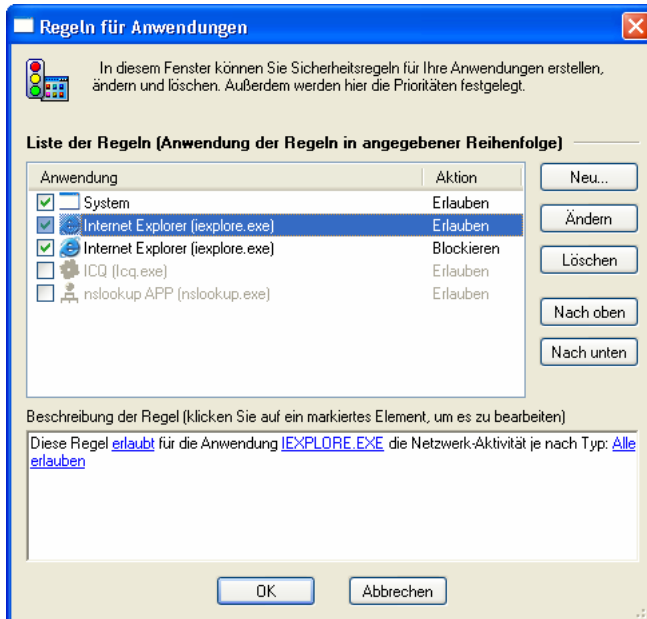 Regeln für Anwendungen
In diesem Fenster können Sie Sicherheitsregeln für Ihre Anwendungen erstellen,
ändern und löschen. Außerdem werden hier die Prioritäten festgelegt.
Liste der Regeln (Anwendung der Regeln in angegebener Reihenfolge)
Anwendung Aktion
System Erlauben
Internet Explorer (iexplore.exe) Erlauben
Internet Explorer (iexplore.exe) Blockieren
ICQ (Icq.exe) Erlauben
nslookup APP (nslookup.exe) Erlauben
Neu...
Ändern
Löschen
Nach oben
Nach unten
Beschreibung der Regel (klicken Sie auf ein markiertes Element, um es zu bearbeiten)
Diese Regel erlaubt für die Anwendung IEXPLORE.EXE die Netzwerk-Aktivität je nach Typ: Alle
erlauben
OK Abbrechen